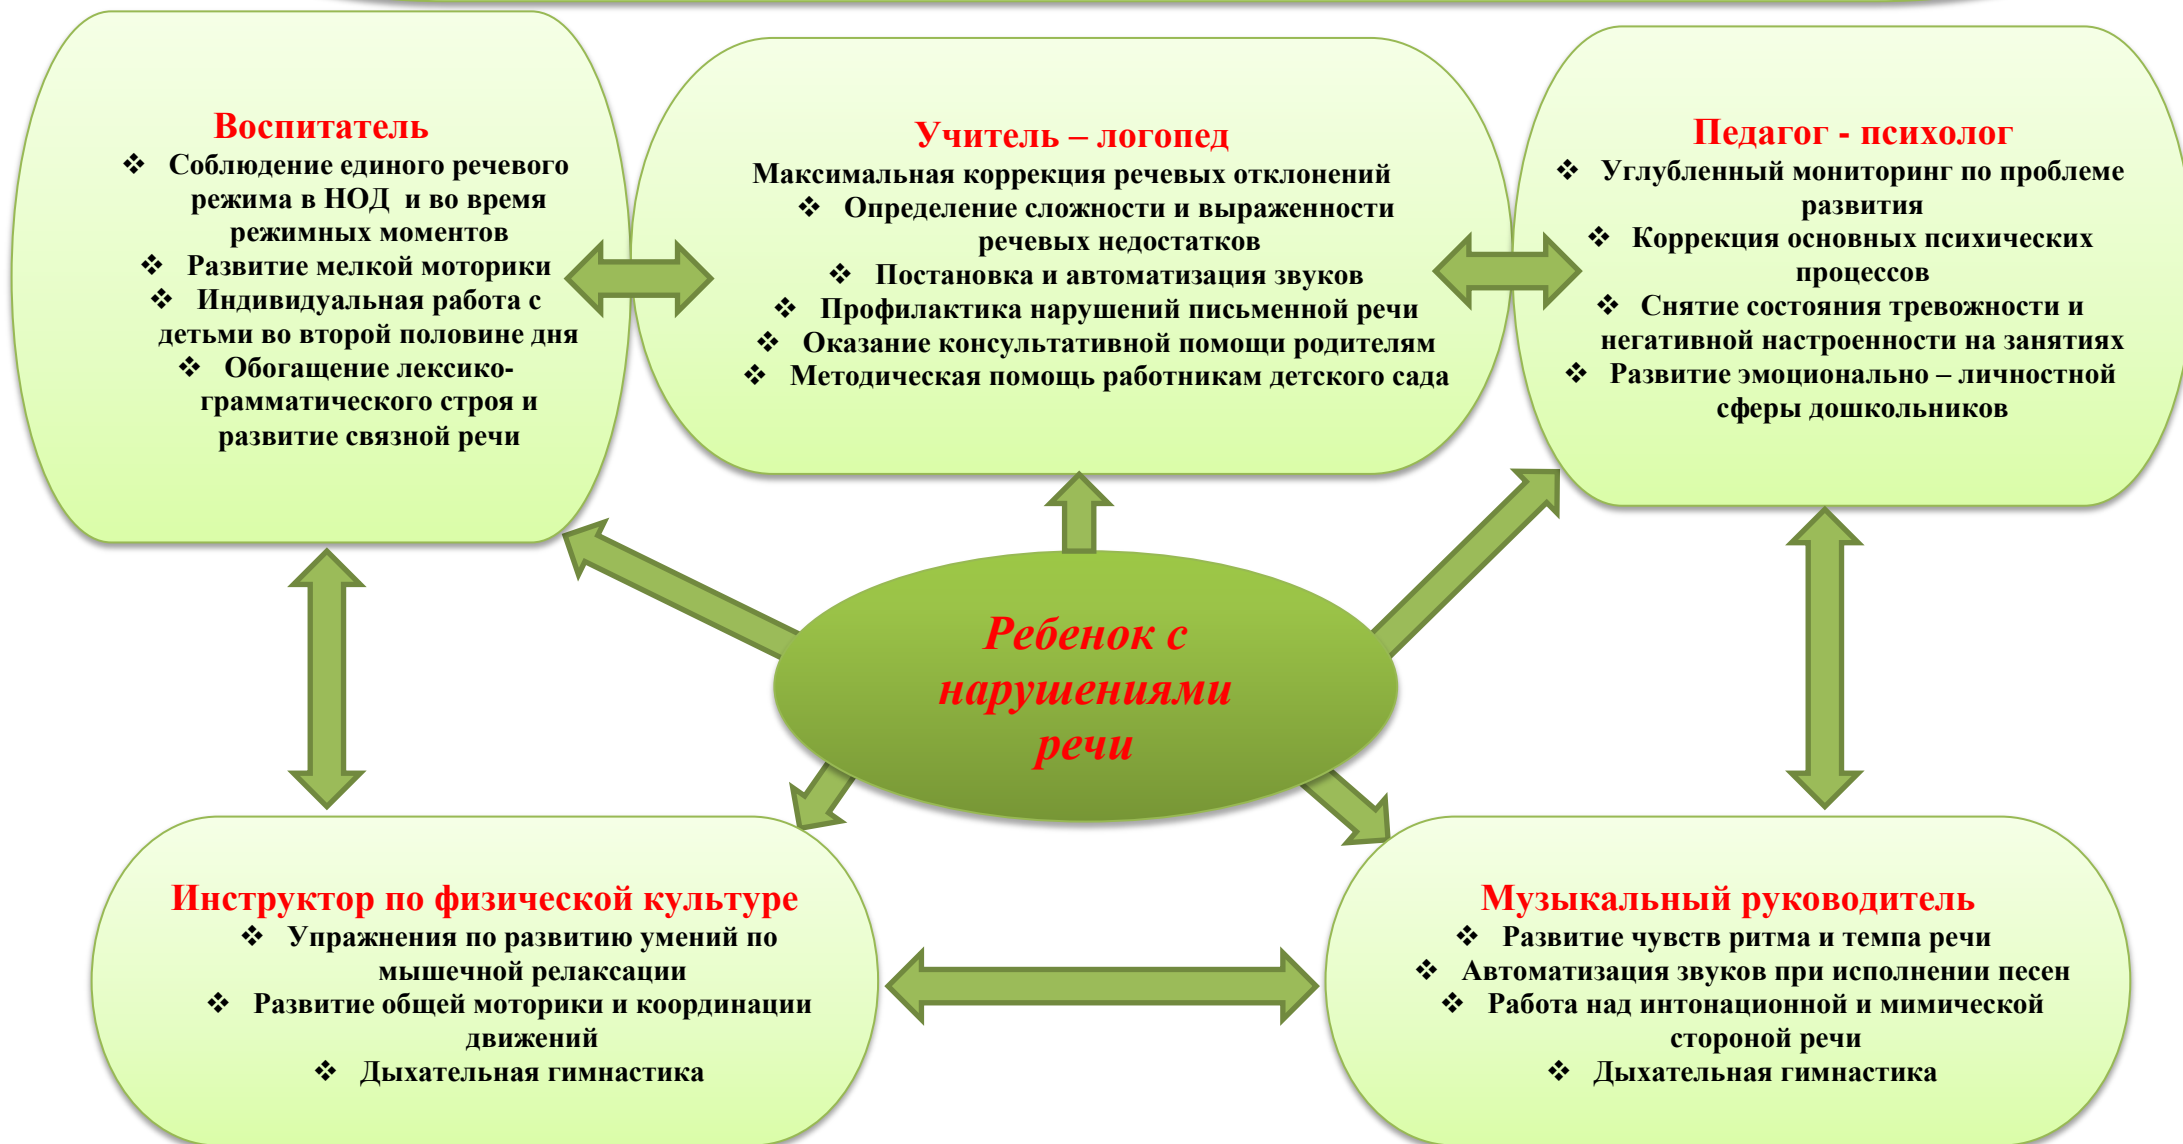 Воспитатель
❖ Соблюдение единого речевого
режима в НОД и во время
режимных моментов
❖ Развитие мелкой моторики
❖ Индивидуальная работа с
детьми во второй половине дня
❖ Обогащение лексико-
грамматического строя и
развитие связной речи
Учитель – логопед
Максимальная коррекция речевых отклонений
❖ Определение сложности и выраженности
речевых недостатков
❖ Постановка и автоматизация звуков
❖ Профилактика нарушений письменной речи
❖ Оказание консультативной помощи родителям
❖ Методическая помощь работникам детского сада
Педагог - психолог
❖ Углубленный мониторинг по проблеме
развития
❖ Коррекция основных психических
процессов
❖ Снятие состояния тревожности и
негативной настроенности на занятиях
❖ Развитие эмоционально – личностной
сферы дошкольников
Ребенок с
нарушениями
речи
Инструктор по физической культуре
❖ Упражнения по развитию умений по
мышечной релаксации
❖ Развитие общей моторики и координации
движений
❖ Дыхательная гимнастика
Музыкальный руководитель
❖ Развитие чувств ритма и темпа речи
❖ Автоматизация звуков при исполнении песен
❖ Работа над интонационной и мимической
стороной речи
❖ Дыхательная гимнастика